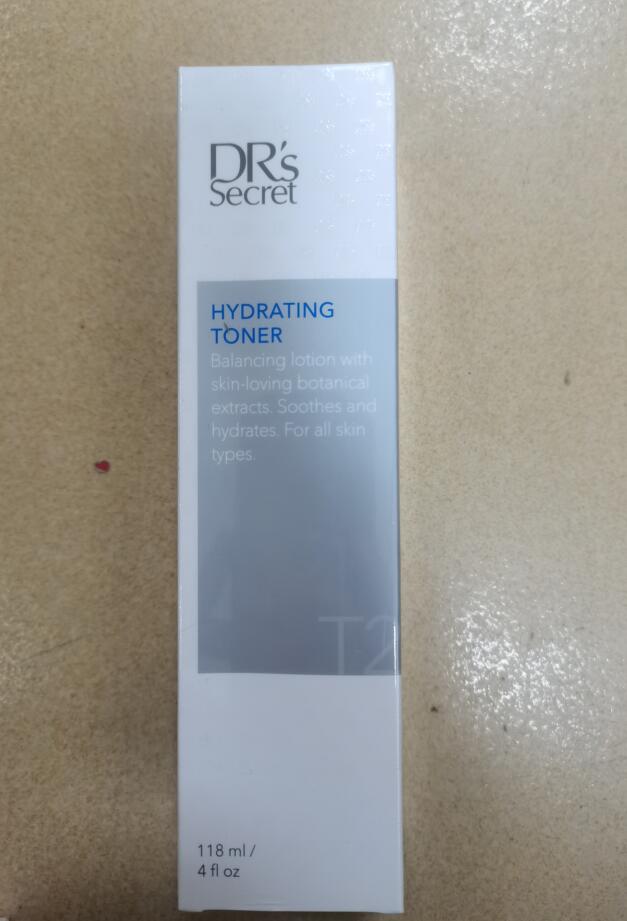 DR's
Secret
HYDRATING
TONER
Balancing lotion with
skin-loving botanical
extracts. Soothes and
hydrates. For all skin
types.
T2
118 ml /
4 fl oz